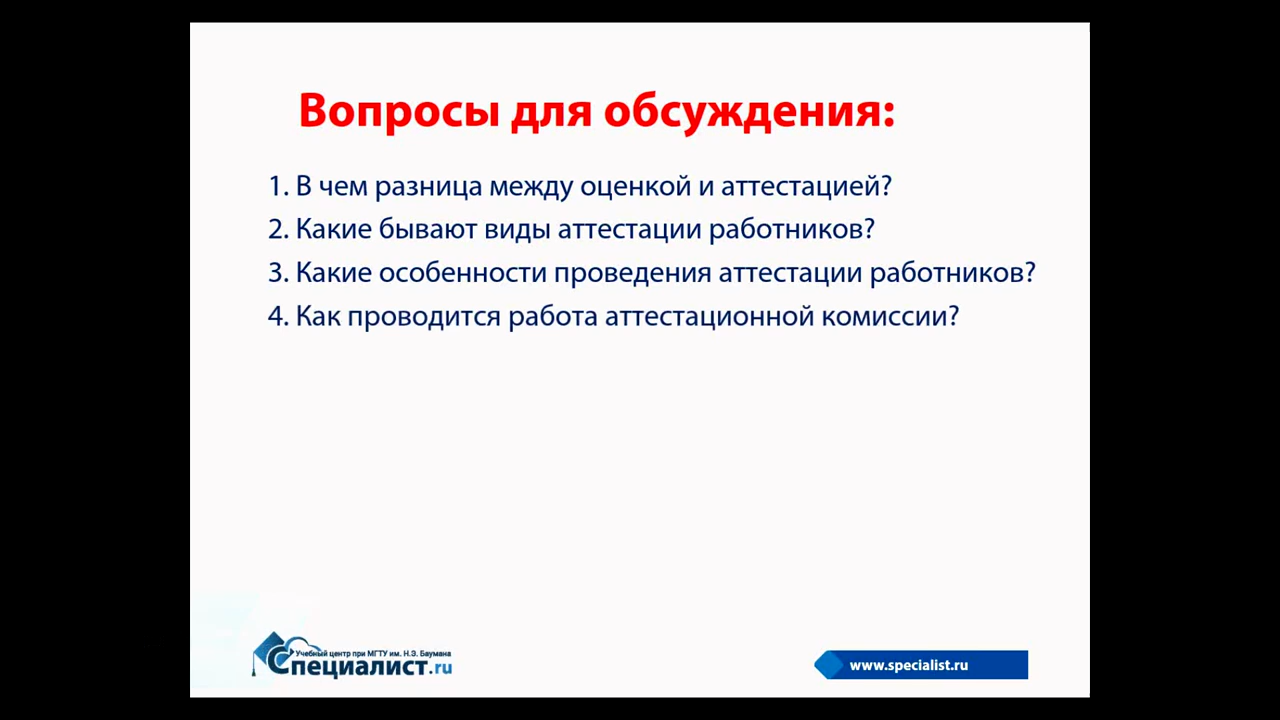 Вопросы для обсуждения:
1. В чем разница между оценкой и аттестацией?
2. Какие бывают виды аттестации работников?
3. Какие особенности проведения аттестации работников?
4. Как проводится работа аттестационной комиссии?
Учебный центр при МГТУ им. Н.Э. Баумана
Специалист.ru
www.specialist.ru